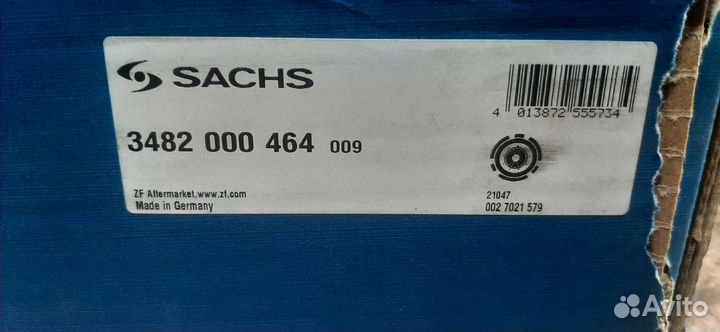 SACHS
4 013872 555734
3482 000 464 009
ZF Aftermarket,www.zf.com
Made in Germany
21047
002 7021 579
Avito